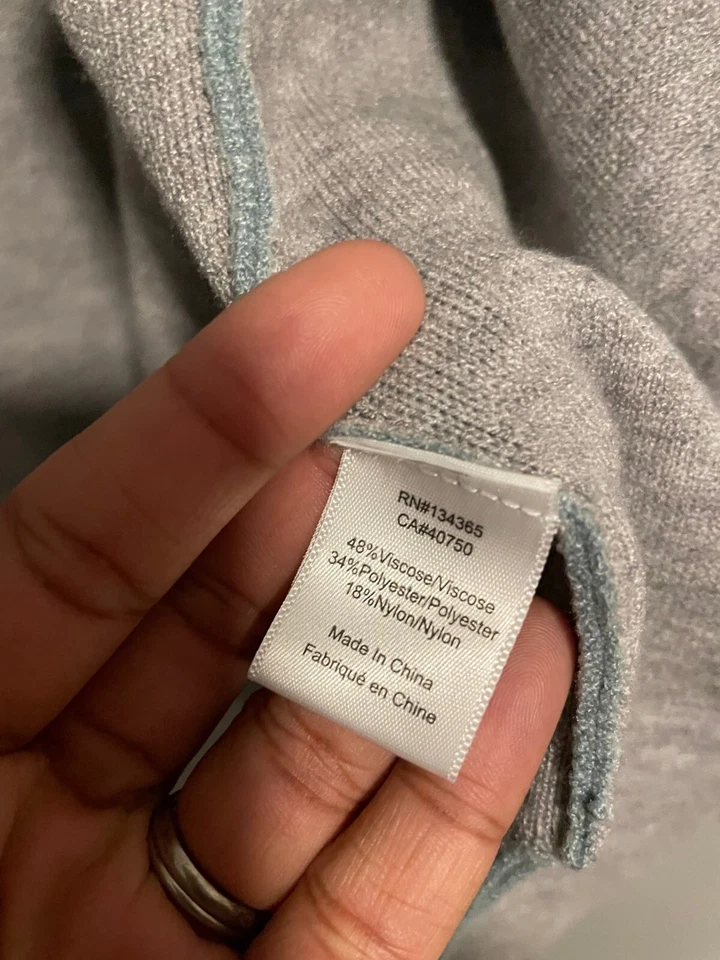 RN#134365
CA#40750
48%Viscose/Viscose
34%Polyester/Polyester
18%Nylon/Nylon
Made In China
Fabriqué en Chine